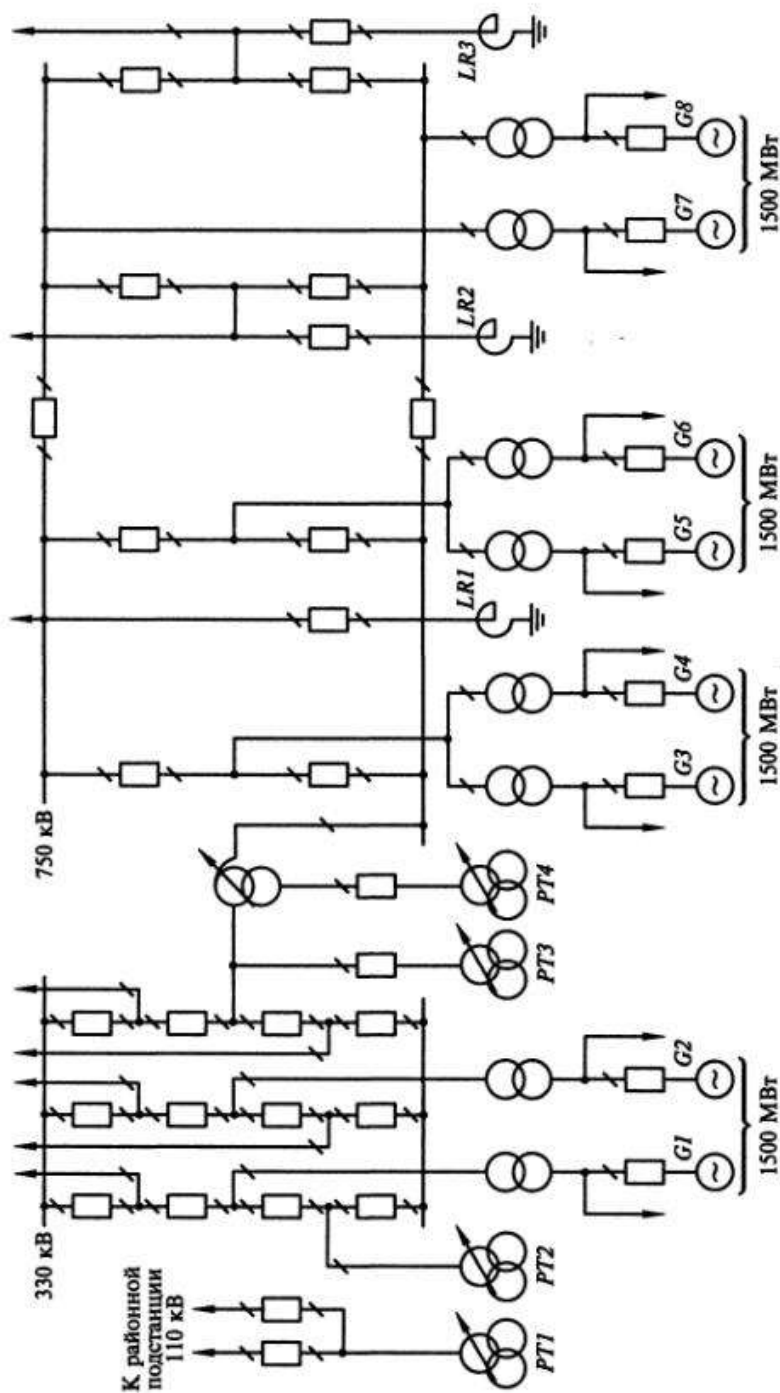 К районной
подстанции
110 кВ
330 кВ
750 кВ
PT1
PT2
PT3
PT4
LR1
LR2
LR3
G1
G2
G3
G4
G5
G6
G7
G8
1500 МВт
1500 МВт
1500 МВт
1500 МВт